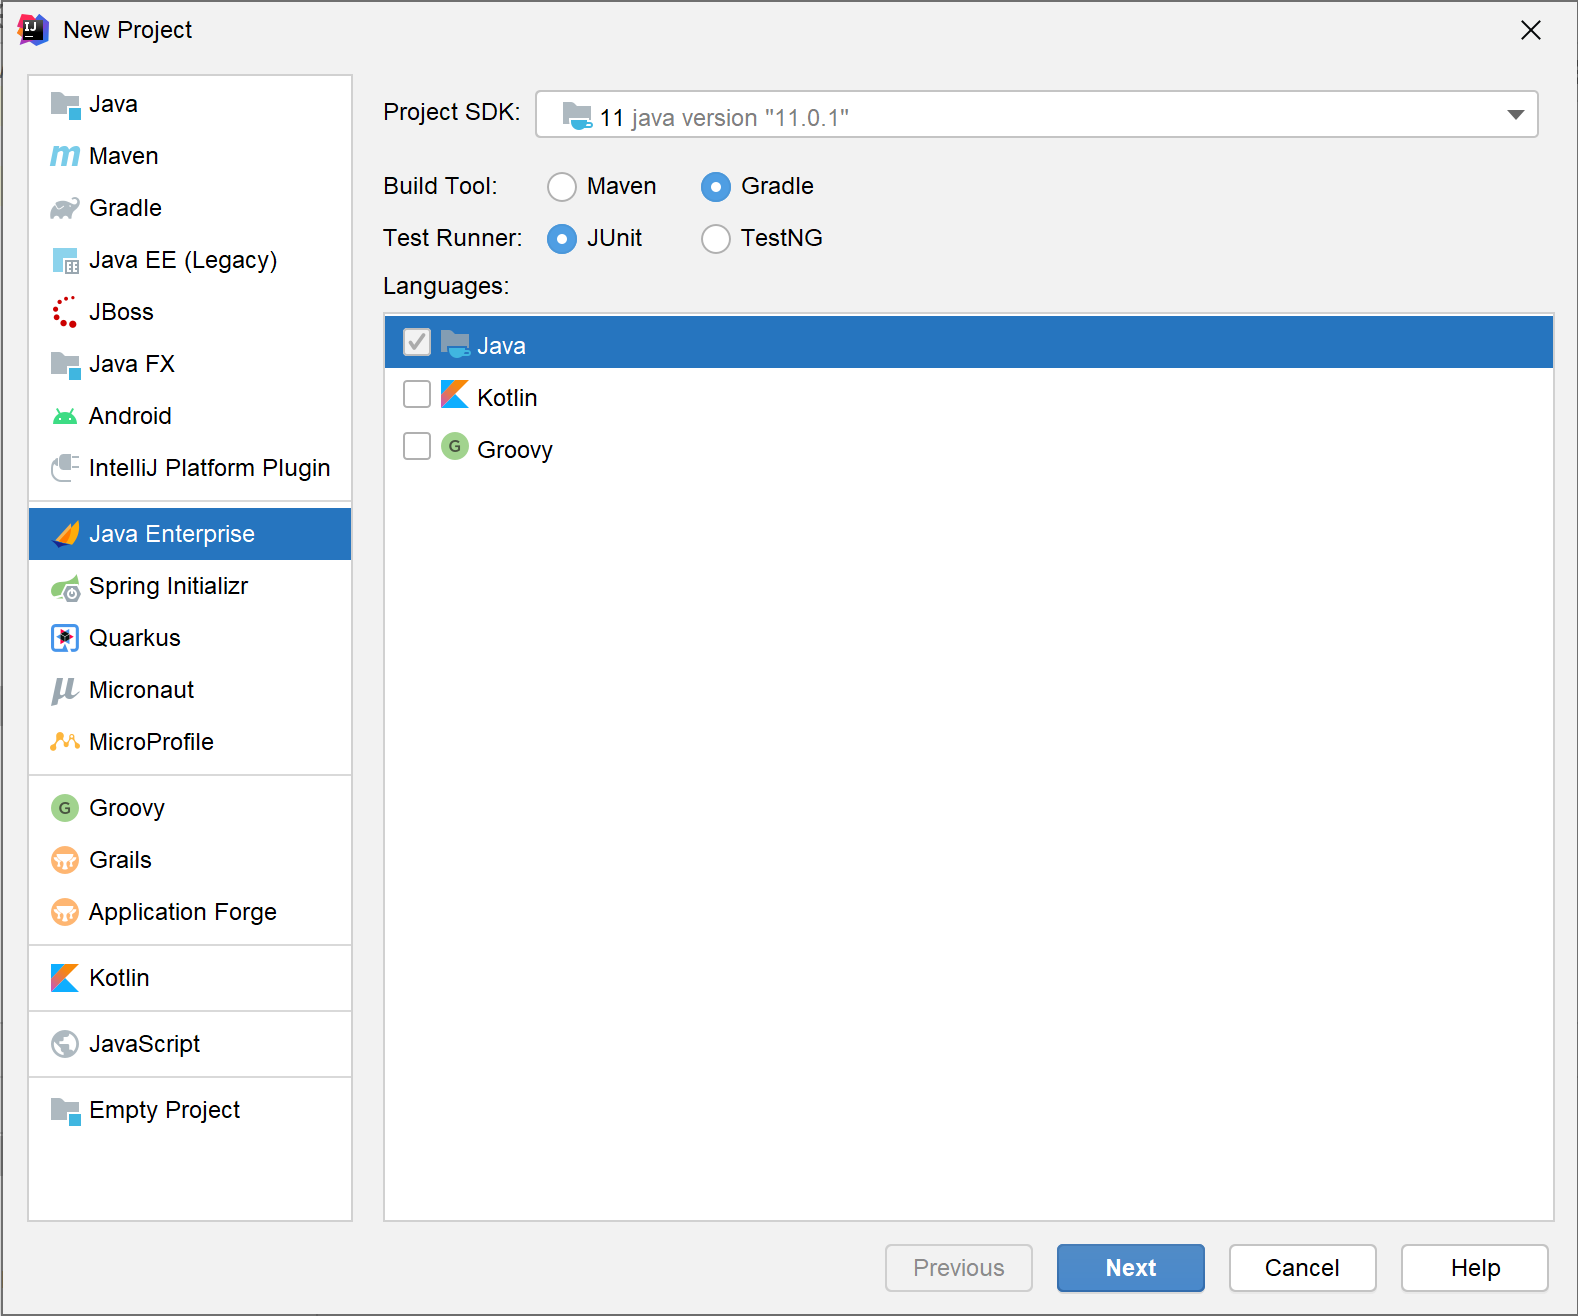 New Project
Java
Maven
Gradle
Java EE (Legacy)
JBoss
Java FX
Android
IntelliJ Platform Plugin
Java Enterprise
Spring Initializr
Quarkus
Micronaut
MicroProfile
Groovy
Grails
Application Forge
Kotlin
JavaScript
Empty Project
Project SDK: 11 java version "11.0.1"
Build Tool: Maven Gradle
Test Runner: JUnit TestNG
Languages:
Java
Kotlin
Groovy
Previous Next Cancel Help